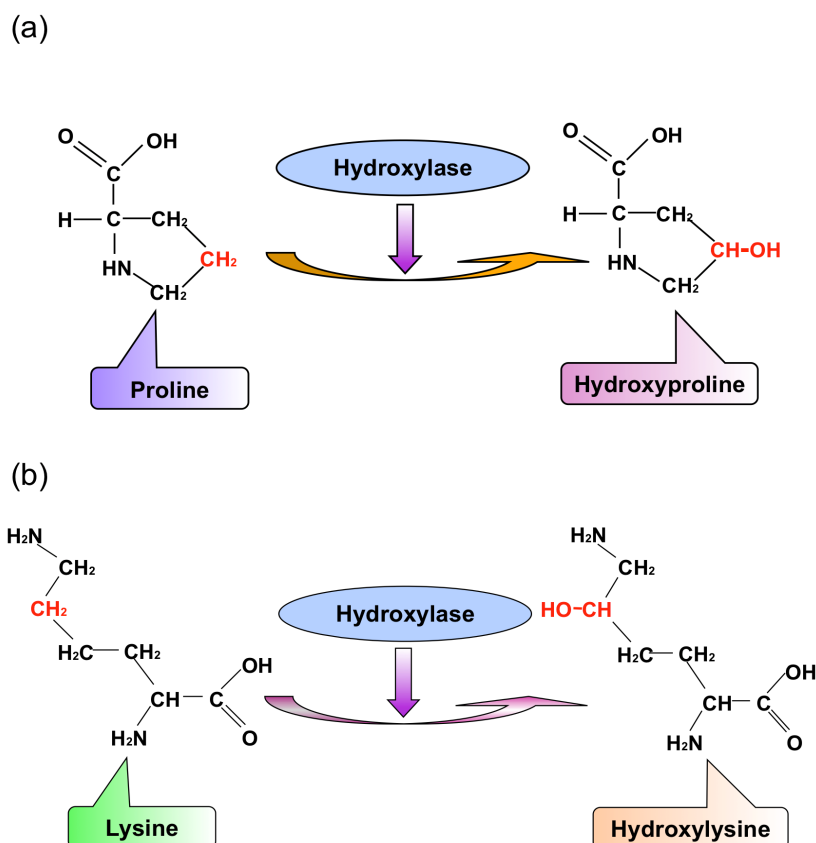 (a)
O OH O OH
C Hydroxylase C
H C CH₂ H C CH₂
CH₂ CH-OH
HN HN
CH₂ CH₂
Proline Hydroxyproline
(b)
H₂N H₂N
CH₂ CH₂
CH₂ Hydroxylase HO-CH
H₂C CH₂ H₂C CH₂
OH OH
CH C CH C
H₂N O H₂N O
Lysine Hydroxylysine